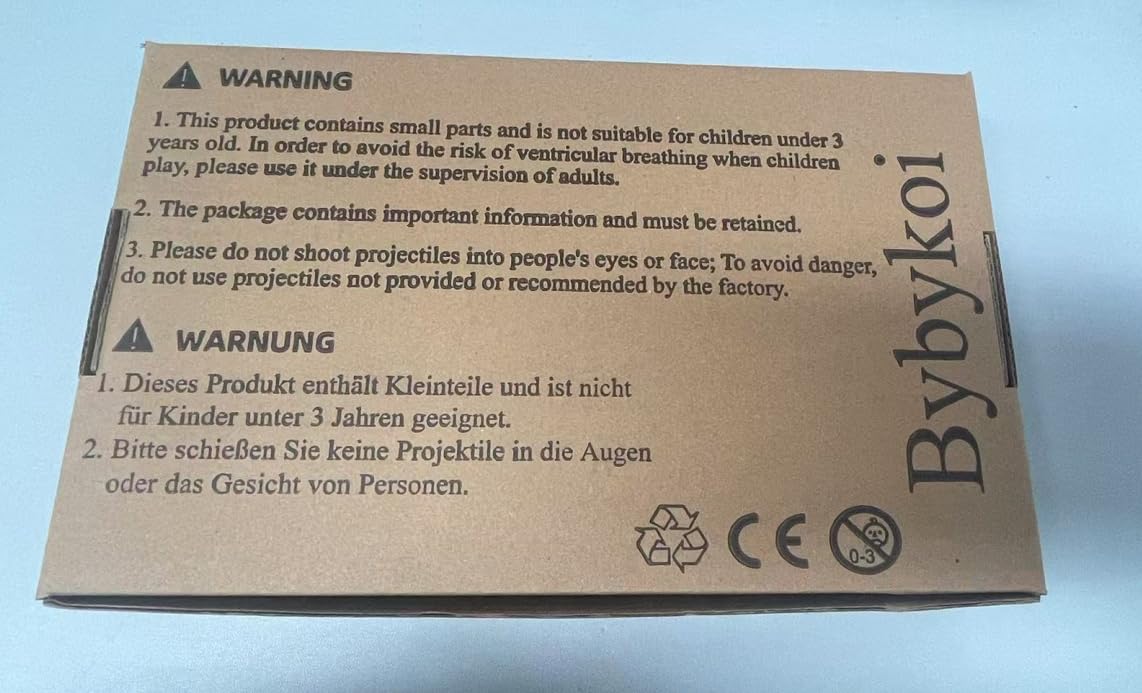 WARNING
1. This product contains small parts and is not suitable for children under 3
years old. In order to avoid the risk of ventricular breathing when children
play, please use it under the supervision of adults.
2. The package contains important information and must be retained.
3. Please do not shoot projectiles into people's eyes or face; To avoid danger,
do not use projectiles not provided or recommended by the factory.
WARNUNG
1. Dieses Produkt enthält Kleinteile und ist nicht
für Kinder unter 3 Jahren geeignet.
2. Bitte schießen Sie keine Projektile in die Augen
oder das Gesicht von Personen.
CE
0-3
Bybykoi